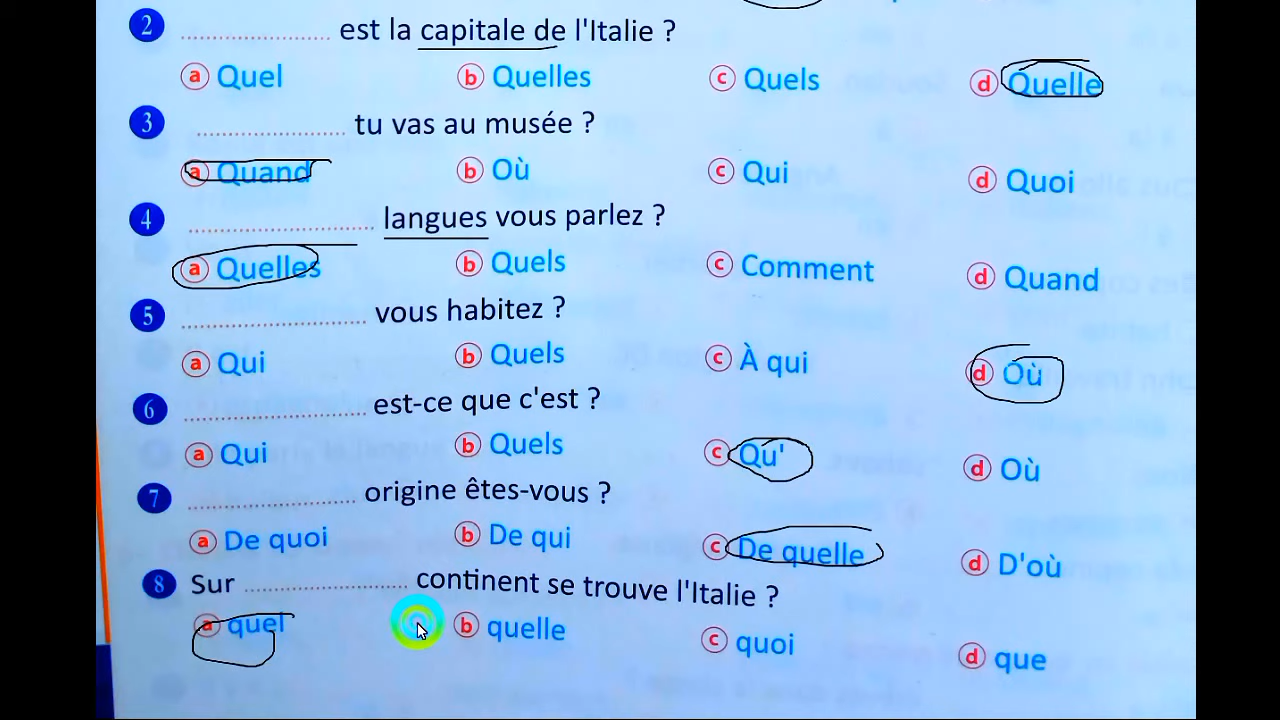 2 .................... est la capitale de l'Italie ?
a Quel b Quelles c Quels d Quelle
3 .................... tu vas au musée ?
a Quand b Où c Qui d Quoi
4 .................... langues vous parlez ?
a Quelles b Quels c Comment d Quand
5 .................... vous habitez ?
a Qui b Quels c À qui d Où
6 .................... est-ce que c'est ?
a Qui b Quels c Qu' d Où
7 .................... origine êtes-vous ?
a De quoi b De qui c De quelle d D'où
8 Sur .................... continent se trouve l'Italie ?
a quel b quelle c quoi d que